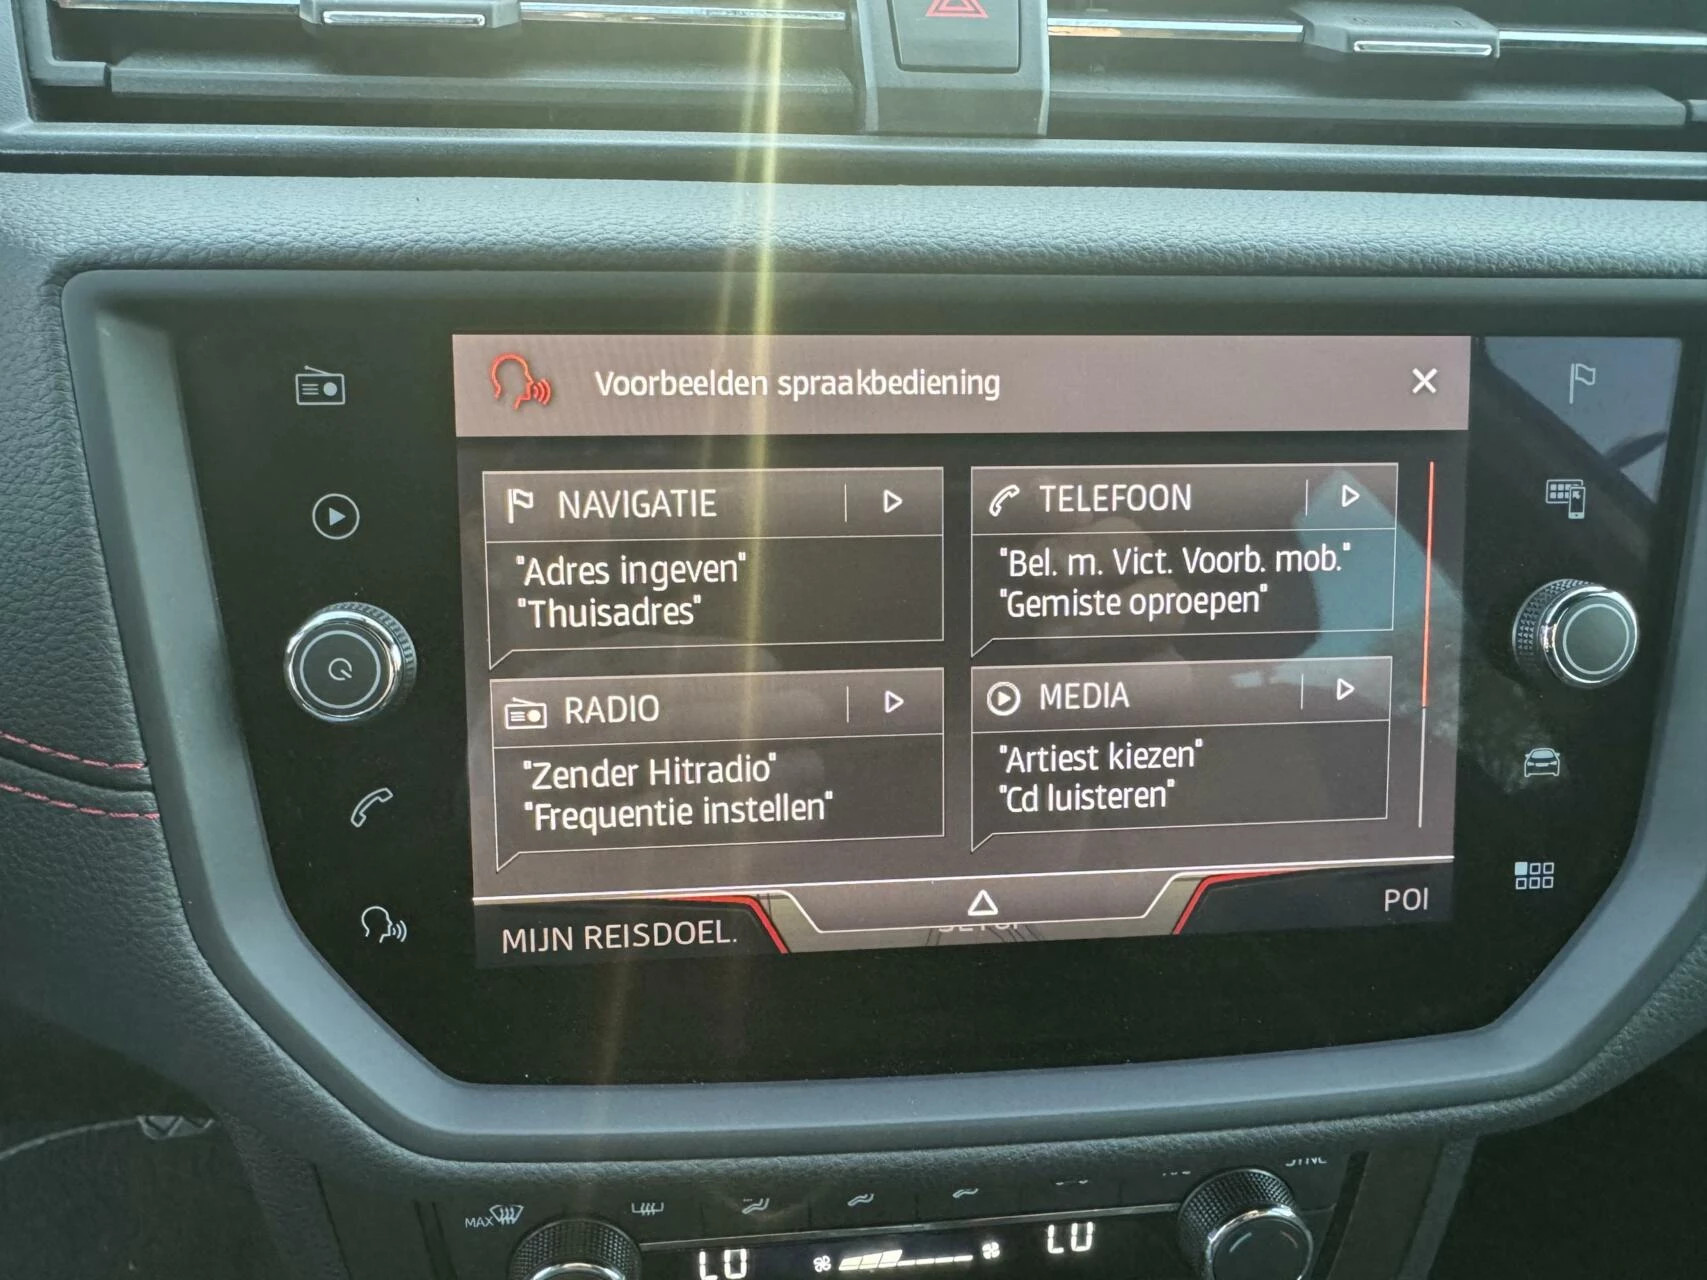 Voorbeelden spraakbediening
NAVIGATIE
"Adres ingeven"
"Thuisadres"
TELEFOON
"Bel. m. Vict. Voorb. mob."
"Gemiste oproepen"
RADIO
"Zender Hitradio"
"Frequentie instellen"
MEDIA
"Artiest kiezen"
"Cd luisteren"
MIJN REISDOEL.
POI
SYNC
MAX
LO
LO